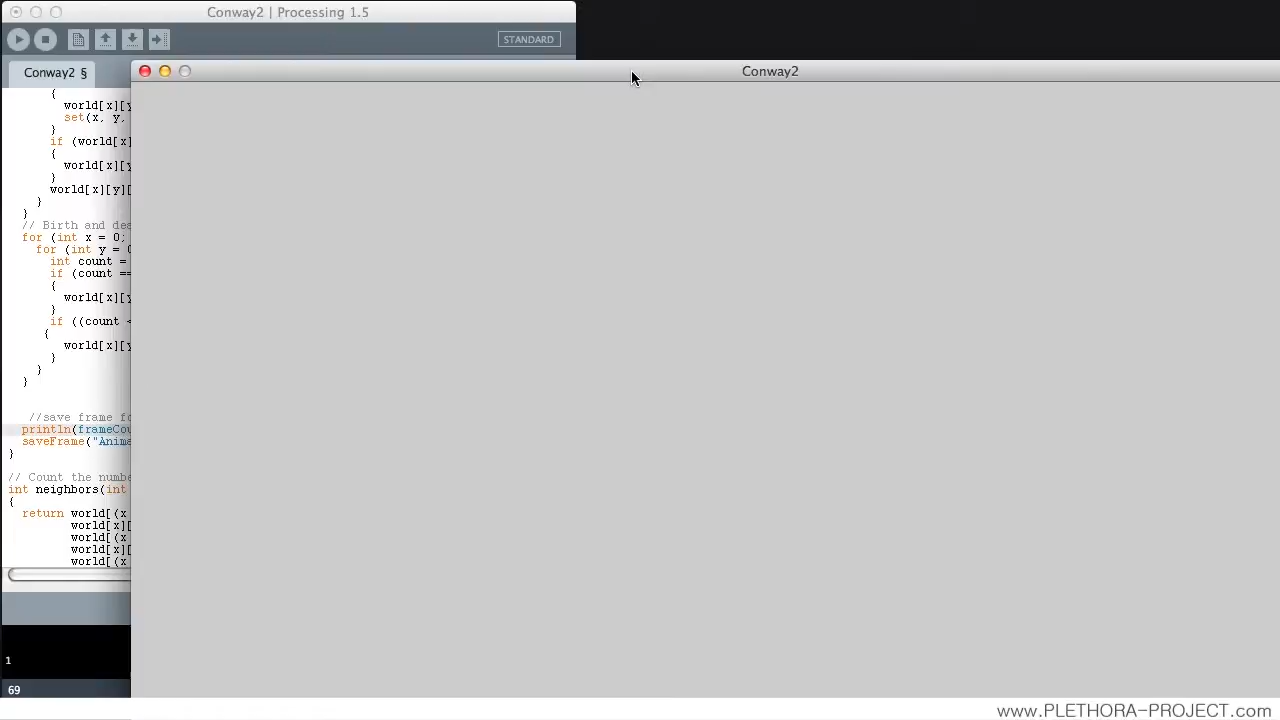 Conway2 | Processing 1.5
STANDARD
Conway2 §
Conway2
{
world[x][y
set(x, y,
}
if (world[x]
{
world[x][y
}
world[x][y][
}
}
// Birth and dea
for (int x = 0;
for (int y = 0
int count =
if (count ==
{
world[x][y
}
if ((count <
{
world[x][y
}
}
}
//save frame fo
println(frameCou
saveFrame("Anima
}
// Count the numbe
int neighbors(int
{
return world[(x
world[x][
world[(x
world[x][
world[(x
1
69
www.PLETHORA-PROJECT.com